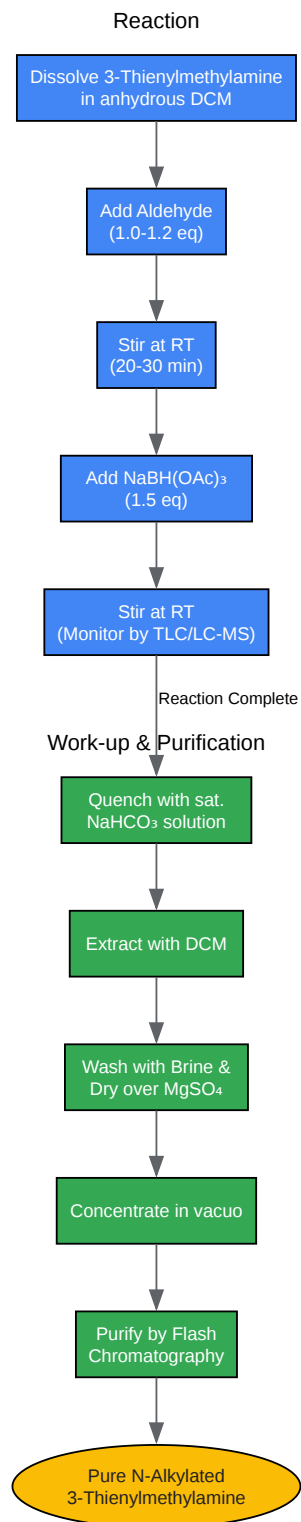 Reaction
Dissolve 3-Thienylmethylamine
in anhydrous DCM
Add Aldehyde
(1.0-1.2 eq)
Stir at RT
(20-30 min)
Add NaBH(OAc)₃
(1.5 eq)
Stir at RT
(Monitor by TLC/LC-MS)
Reaction Complete
Work-up & Purification
Quench with sat.
NaHCO₃ solution
Extract with DCM
Wash with Brine &
Dry over MgSO₄
Concentrate in vacuo
Purify by Flash
Chromatography
Pure N-Alkylated
3-Thienylmethylamine